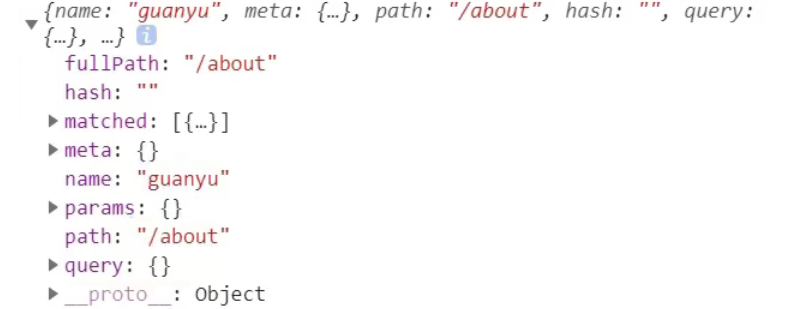 {name: "guanyu", meta: {…}, path: "/about", hash: "", query:
{…}, …} i
fullPath: "/about"
hash: ""
matched: [{…}]
meta: {}
name: "guanyu"
params: {}
path: "/about"
query: {}
__proto__: Object